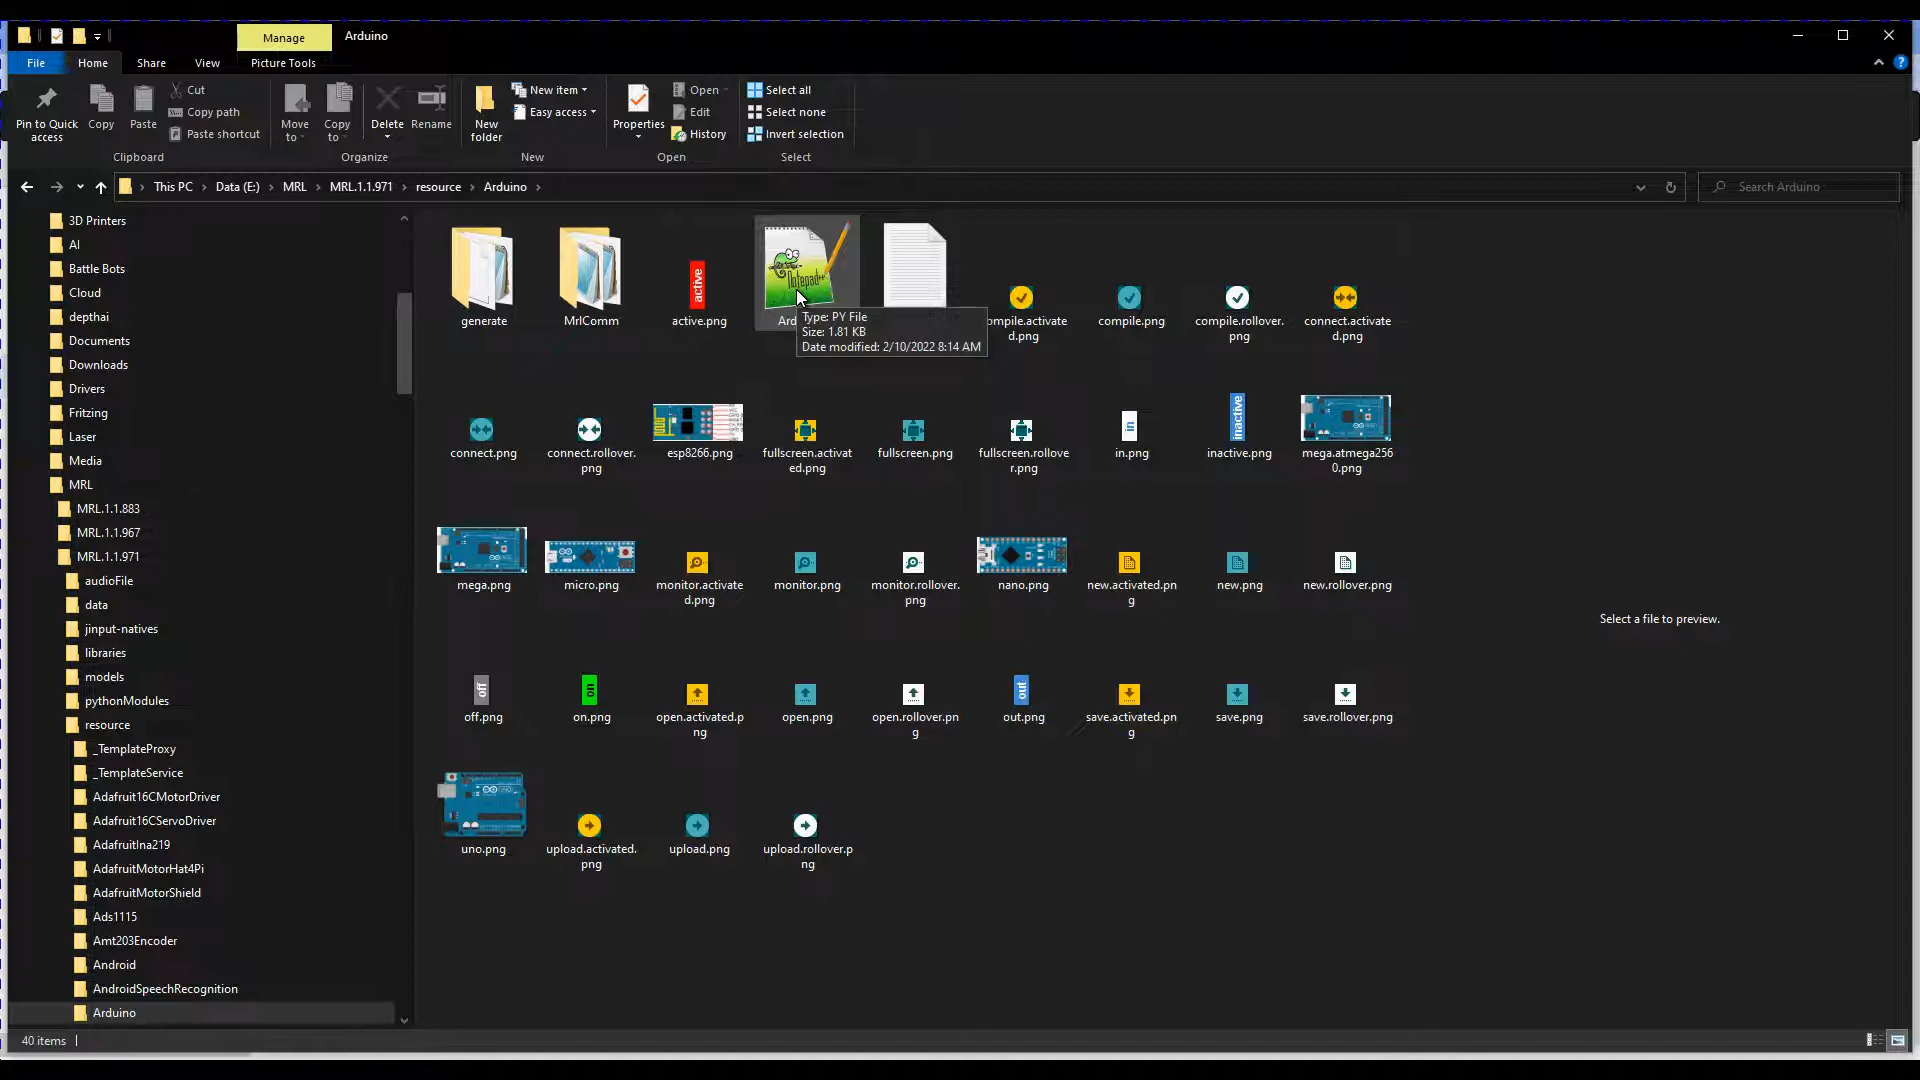 Manage
Arduino
File
Home
Share
View
Picture Tools
Pin to Quick access
Copy
Paste
Cut
Copy path
Paste shortcut
Clipboard
Move to
Copy to
Delete
Rename
Organize
New folder
New item
Easy access
New
Properties
Open
Edit
History
Open
Select all
Select none
Invert selection
Select
This PC
Data (E:)
MRL
MRL.1.1.971
resource
Arduino
Search Arduino
3D Printers
AI
Battle Bots
Cloud
depthai
Documents
Downloads
Drivers
Fritzing
Laser
Media
MRL
MRL.1.1.883
MRL.1.1.967
MRL.1.1.971
audioFile
data
jinput-natives
libraries
models
pythonModules
resource
_TemplateProxy
_TemplateService
Adafruit16CMotorDriver
Adafruit16CServoDriver
AdafruitIna219
AdafruitMotorHat4Pi
AdafruitMotorShield
Ads1115
Amt203Encoder
Android
AndroidSpeechRecognition
Arduino
generate
MrlComm
active
active.png
Notepad++
Ard
Type: PY File
Size: 1.81 KB
Date modified: 2/10/2022 8:14 AM
ompile.activate
d.png
compile.png
compile.rollover.
png
connect.activate
d.png
connect.png
connect.rollover.
png
esp8266.png
fullscreen.activat
ed.png
fullscreen.png
fullscreen.rollove
r.png
in
in.png
inactive
inactive.png
mega.atmega256
0.png
mega.png
micro.png
monitor.activate
d.png
monitor.png
monitor.rollover.
png
nano.png
new.activated.pn
g
new.png
new.rollover.png
off
off.png
on
on.png
open.activated.p
ng
open.png
open.rollover.pn
g
out
out.png
save.activated.pn
g
save.png
save.rollover.png
uno.png
upload.activated.
png
upload.png
upload.rollover.p
ng
Select a file to preview.
40 items